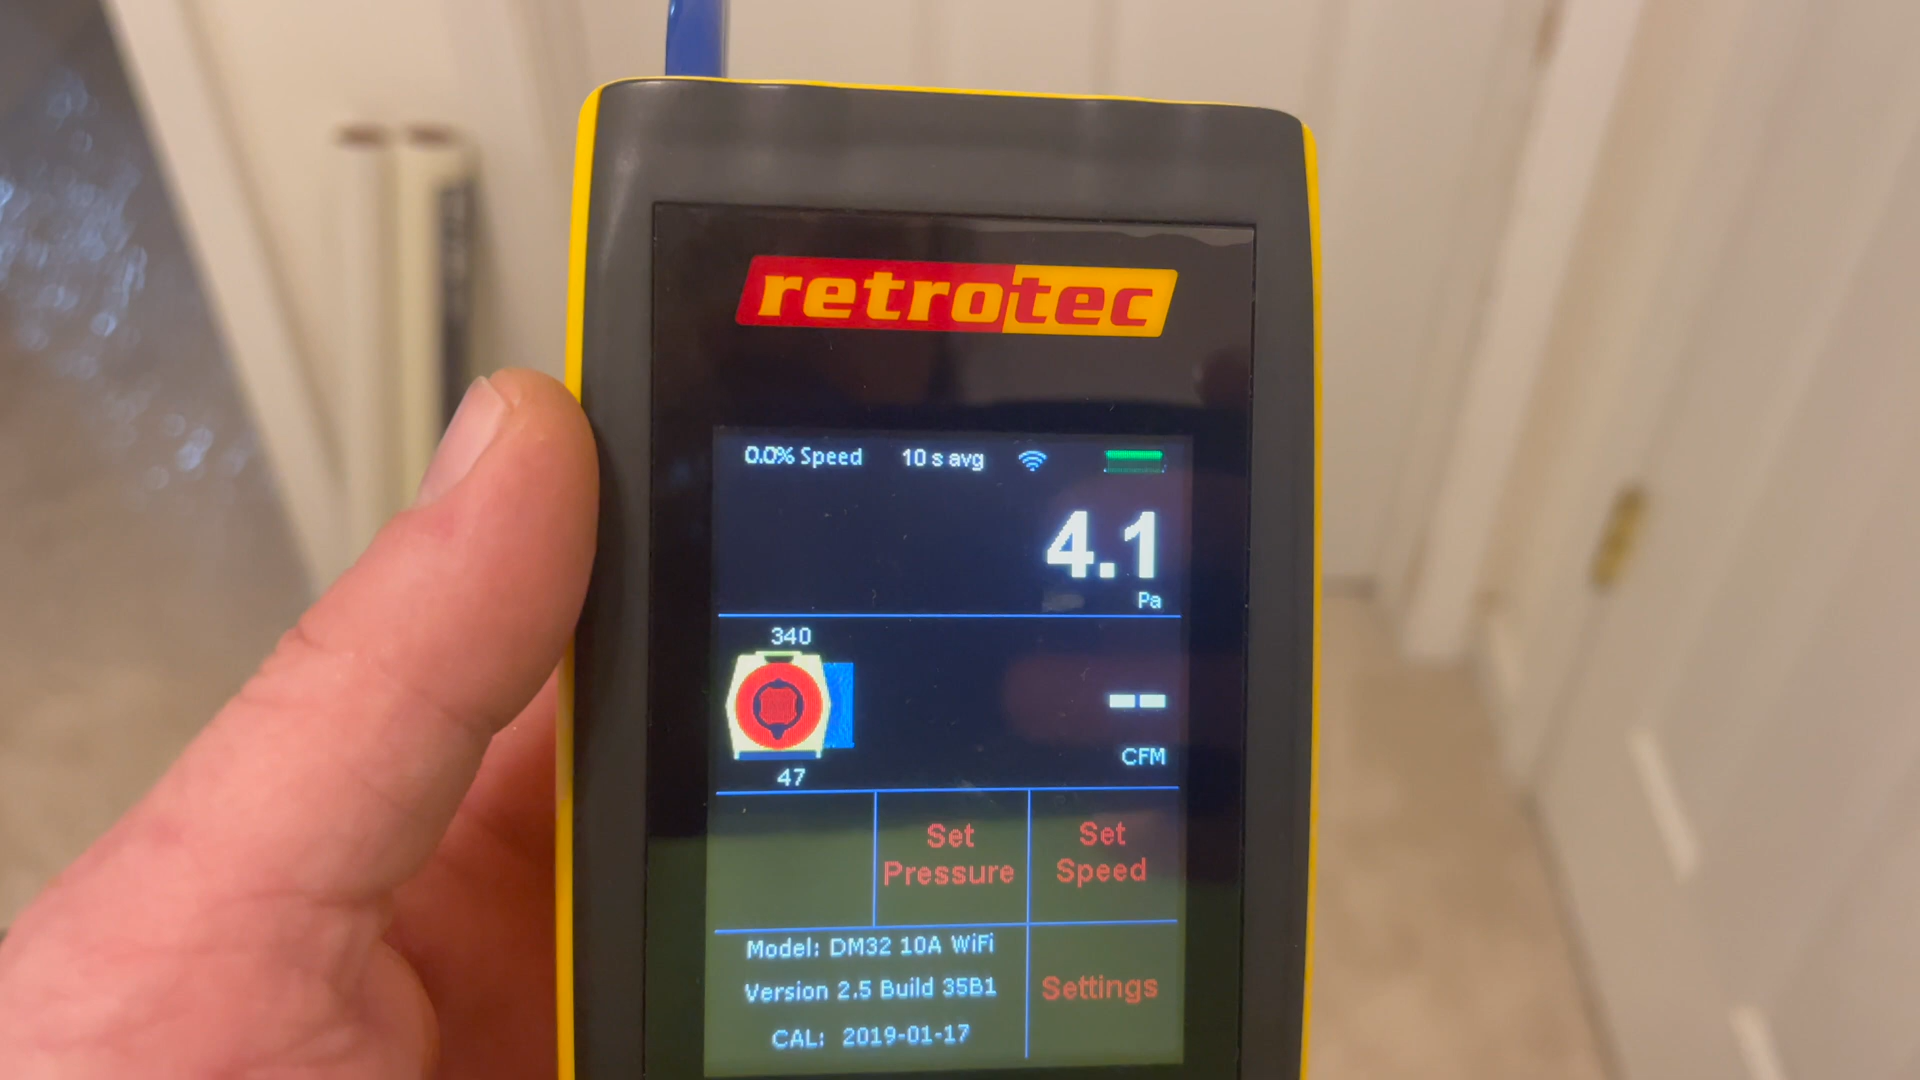 retrotec
0.0% Speed 10 s avg
4.1
Pa
340
--
47
CFM
Set Pressure
Set Speed
Model: DM32 10A WiFi
Version 2.5 Build 35B1
CAL: 2019-01-17
Settings